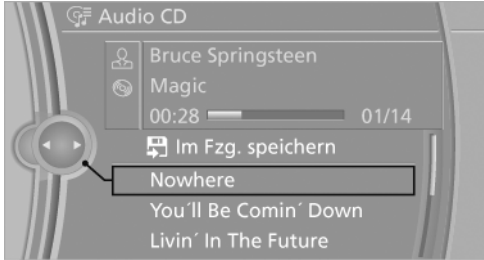 Audio CD
Bruce Springsteen
Magic
00:28 01/14
Im Fzg. speichern
Nowhere
You´ll Be Comin´ Down
Livin´ In The Future